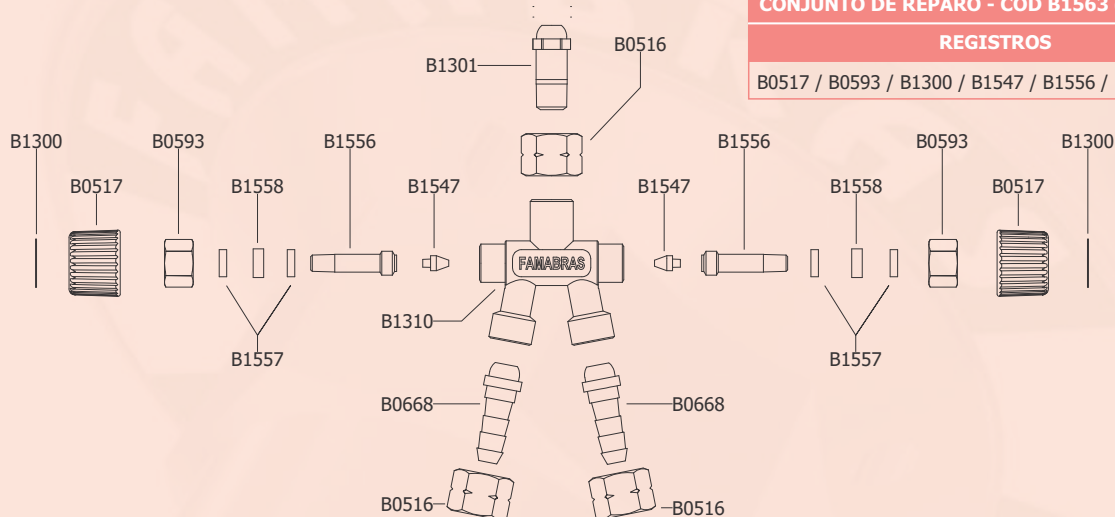 CONJUNTO DE REPARO - COD B1563
REGISTROS
B0517 / B0593 / B1300 / B1547 / B1556 /
B0516
B1301
B1300 B0593 B1556 B1556 B0593 B1300
B0517 B1558 B1547 B1547 B1558 B0517
FAMABRAS
B1310
B1557 B1557
B0668 B0668
B0516 B0516